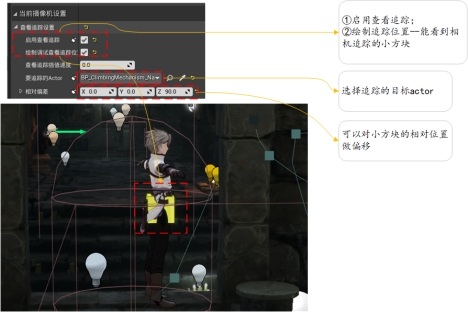 当前摄像机设置
查看追踪设置
启用查看追踪
绘制调试查看追踪位
查看追踪插值速度 0.0
要追踪的Actor BP_ClimbingMechanism_Na
相对偏差 X 0.0 Y 0.0 Z 90.0
①启用查看追踪；
②绘制追踪位置--能看到相
机追踪的小方块
选择追踪的目标actor
可以对小方块的相对位置
做偏移